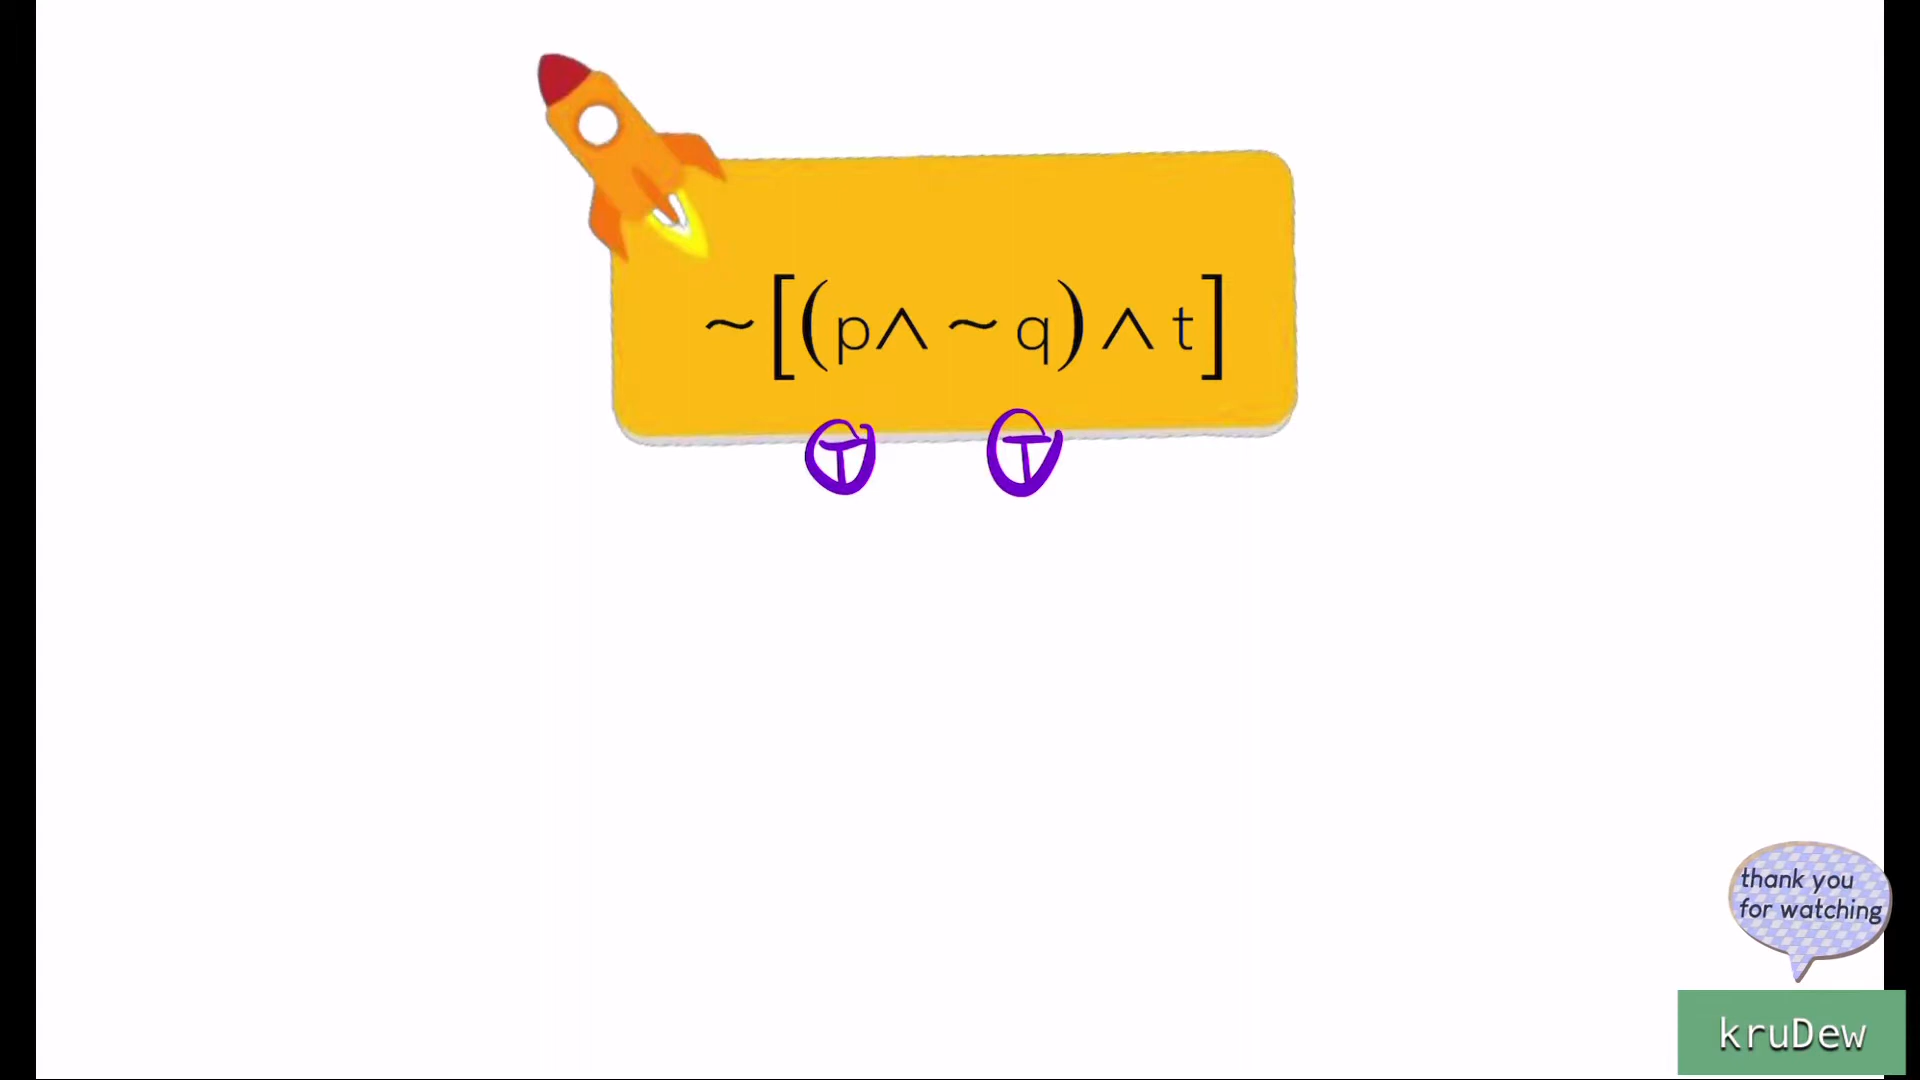 ~[(p∧~q)∧t]
T T
thank you
for watching
kruDew